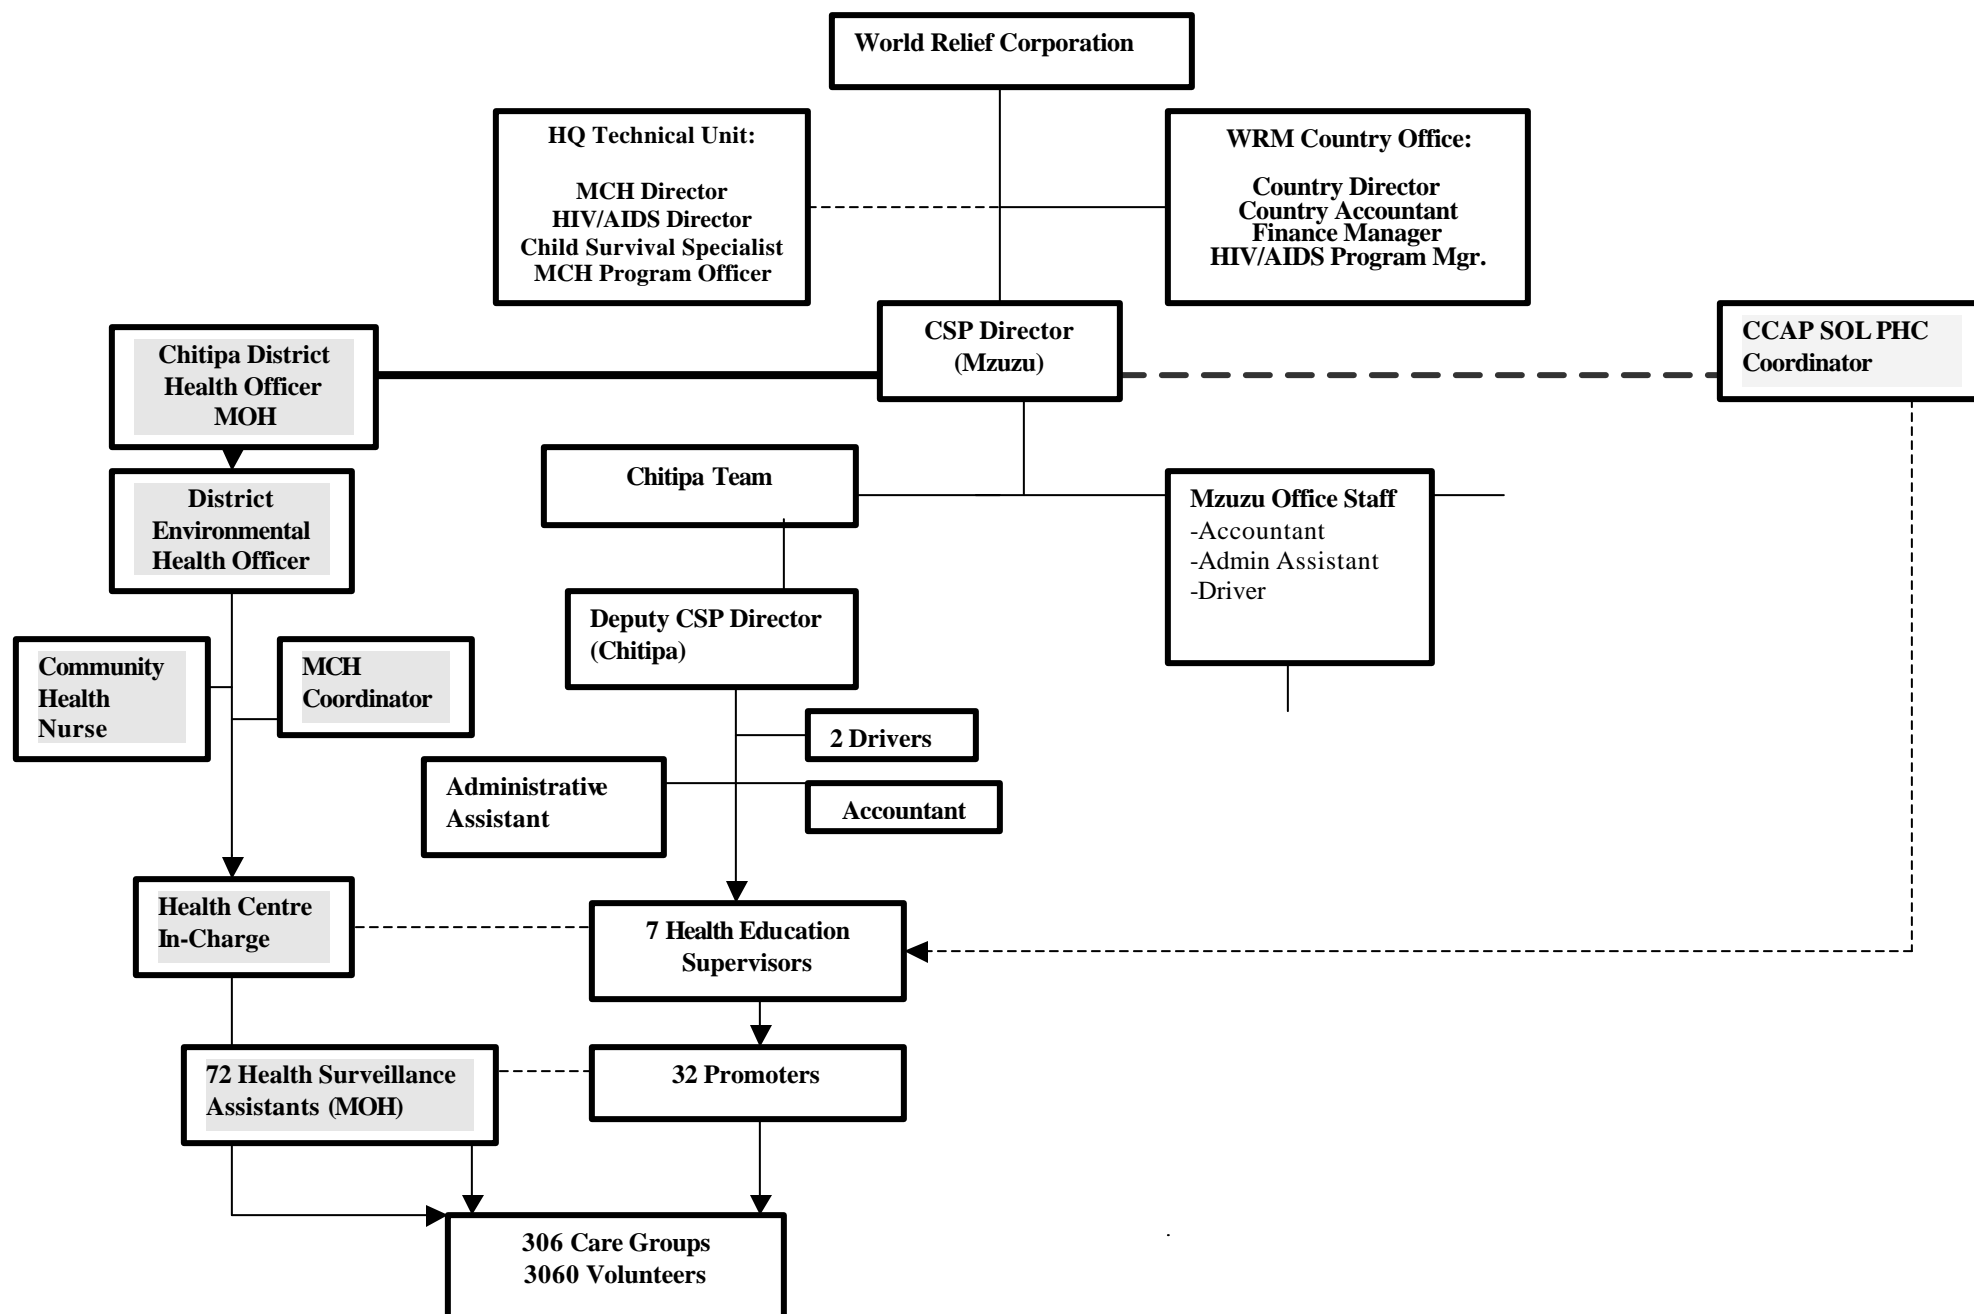 World Relief Corporation
HQ Technical Unit:
MCH Director
HIV/AIDS Director
Child Survival Specialist
MCH Program Officer
WRM Country Office:
Country Director
Country Accountant
Finance Manager
HIV/AIDS Program Mgr.
CSP Director
(Mzuzu)
CCAP SOL PHC
Coordinator
Chitipa District
Health Officer
MOH
Chitipa Team
Mzuzu Office Staff
-Accountant
-Admin Assistant
-Driver
District
Environmental
Health Officer
Deputy CSP Director
(Chitipa)
Community
Health
Nurse
MCH
Coordinator
2 Drivers
Administrative
Assistant
Accountant
Health Centre
In-Charge
7 Health Education
Supervisors
72 Health Surveillance
Assistants (MOH)
32 Promoters
306 Care Groups
3060 Volunteers